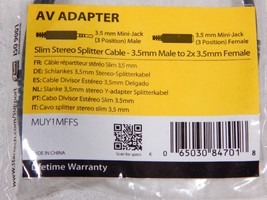 AV ADAPTER
3.5 mm Mini-Jack
(3 Position) Male
3.5 mm Mini-Jack
(3 Position) Female
Slim Stereo Splitter Cable - 3.5mm Male to 2x 3.5mm Female
FR: Câble répartiteur stéréo Slim 3,5 mm
DE: Schlankes 3,5mm Stereo-Splitterkabel
ES: Cable Divisor Estéreo 3,5mm Delgado
NL: Slanke 3,5mm stereo Y-adapter Splitterkabel
PT: Cabo Divisor Estéreo Slim 3.5mm
IT: Cavo splitter stereo slim 3,5 mm
MUY1MFFS
MADE IN CHINA
Scan for specs
0 65030 84701 8
Lifetime Warranty